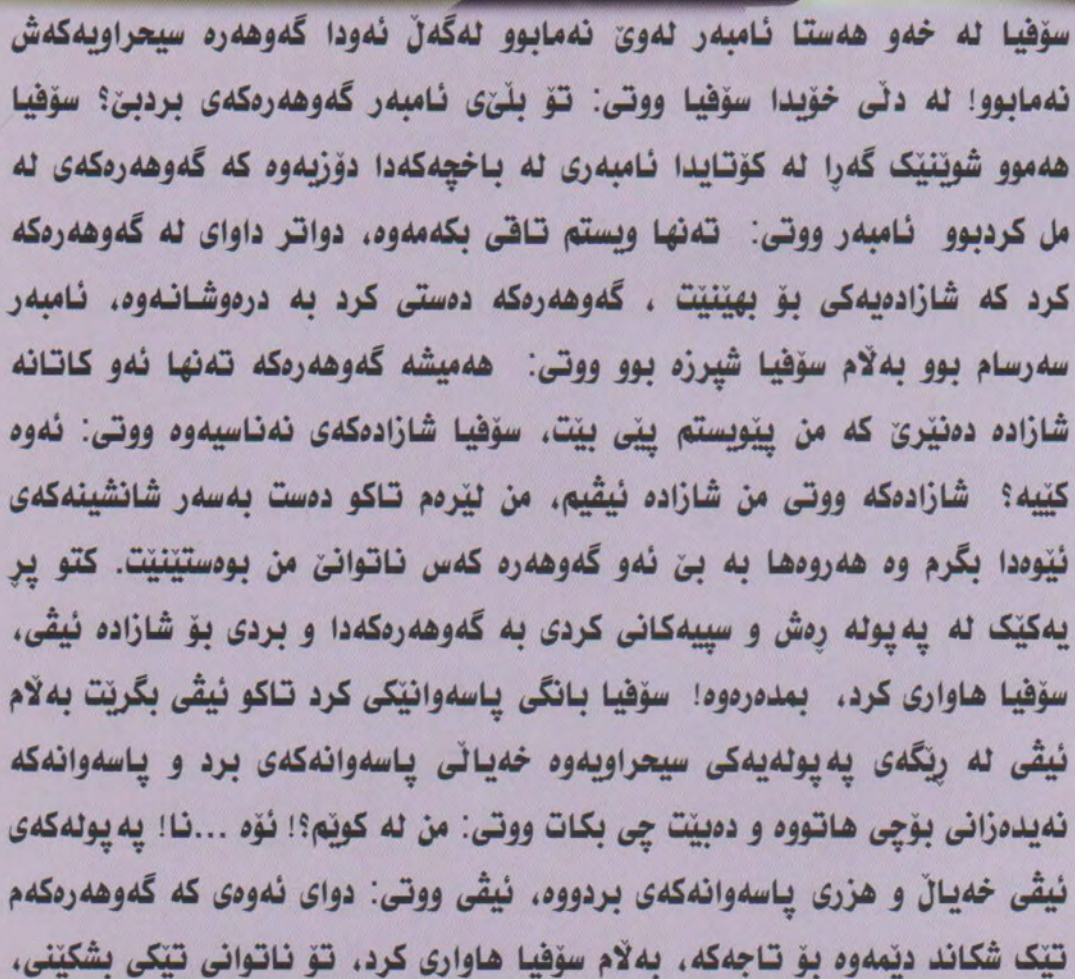 سۆفیا لە خەو هەستا ئامبەر لەوێ نەمابوو لەگەڵ ئەودا گەوهەرە سیحراویەکەش
نەمابوو! لە دڵی خۆیدا سۆفیا ووتی: تۆ بڵێی ئامبەر گەوهەرەکەی بردبێ؟ سۆفیا
هەموو شوێنێک گەڕا لە کۆتایدا ئامبەری لە باخچەکەدا دۆزیەوە کە گەوهەرەکەی لە
مل کردبوو  ئامبەر ووتی:  تەنها ویستم تاقی بکەمەوە، دواتر داوای لە گەوهەرەکە
کرد کە شازادەیەکی بۆ بهێنێت ، گەوهەرەکە دەستی کرد بە درەوشانەوە، ئامبەر
سەرسام بوو بەڵام سۆفیا شپرزە بوو ووتی:  هەمیشە گەوهەرەکە تەنها ئەو کاتانە
شازادە دەنێرێ کە من پێویستم پێی بێت، سۆفیا شازادەکەی نەناسیەوە ووتی: ئەوە
کێیە؟  شازادەکە ووتی من شازادە ئیڤیم، من لێرەم تاکو دەست بەسەر شانشینەکەی
ئێوەدا بگرم وە هەروەها بە بێ ئەو گەوهەرە کەس ناتوانێ من بوەستێنێت. کتو پڕ
یەکێک لە پەپولە ڕەش و سپیەکانی کردی بە گەوهەرەکەدا و بردی بۆ شازادە ئیڤی،
سۆفیا هاواری کرد،  بمدەرەوە! سۆفیا بانگی پاسەوانێکی کرد تاکو ئیڤی بگرێت بەڵام
ئیڤی لە ڕێگەی پەپولەیەکی سیحراویەوە خەیاڵی پاسەوانەکەی برد و پاسەوانەکە
نەیدەزانی بۆچی هاتووە و دەبێت چی بکات ووتی: من لە کوێم؟! ئۆە ...نا! پەپولەکەی
ئیڤی خەیاڵ و هزری پاسەوانەکەی بردووە، ئیڤی ووتی: دوای ئەوەی کە گەوهەرەکەم
تێک شکاند دێمەوە بۆ تاجەکە، بەڵام سۆفیا هاواری کرد، تۆ ناتوانی تێکی بشکێنی،